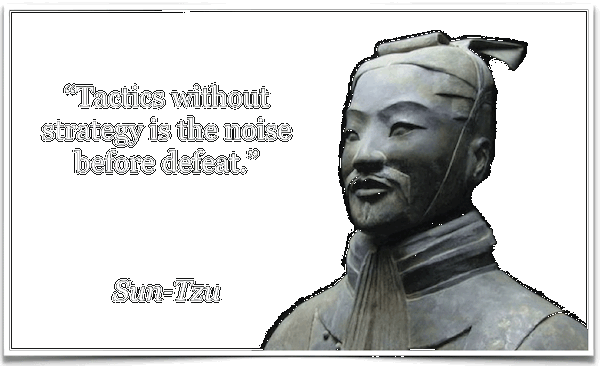 “Tactics without
strategy is the noise
before defeat.”
Sun-Tzu